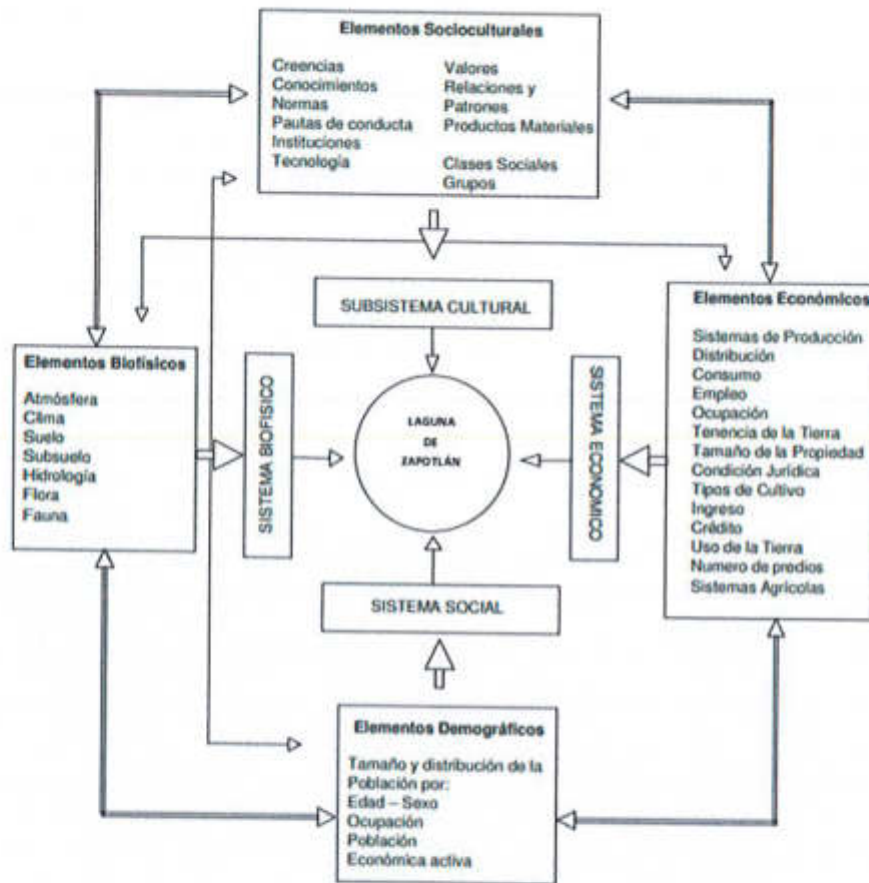 Elementos Socioculturales
Creencias
Conocimientos
Normas
Pautas de conducta
Instituciones
Tecnología
Valores
Relaciones y
Patrones
Productos Materiales
Clases Sociales
Grupos
SUBSISTEMA CULTURAL
Elementos Biofísicos
Atmósfera
Clima
Suelo
Subsuelo
Hidrología
Flora
Fauna
SISTEMA BIOFISICO
LAGUNA
DE
ZAPOTLÁN
SISTEMA ECONOMICO
Elementos Económicos
Sistemas de Producción
Distribución
Consumo
Empleo
Ocupación
Tenencia de la Tierra
Tamaño de la Propiedad
Condición Jurídica
Tipos de Cultivo
Ingreso
Crédito
Uso de la Tierra
Numero de predios
Sistemas Agrícolas
SISTEMA SOCIAL
Elementos Demográficos
Tamaño y distribución de la
Población por:
Edad – Sexo
Ocupación
Población
Económica activa